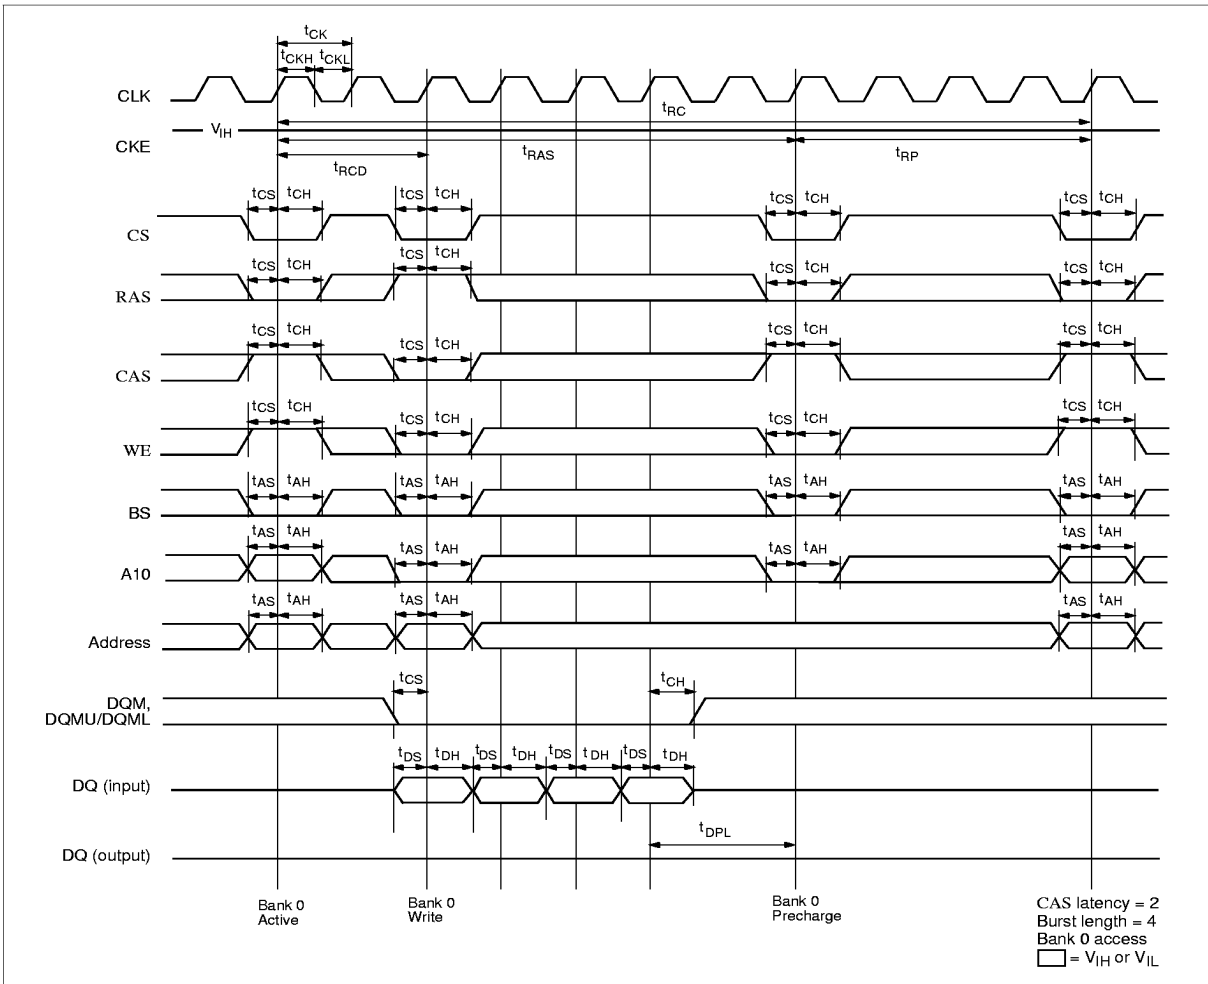 tCK
tCKH tCKL
CLK
tRC
VIH
CKE
tRAS
tRP
tRCD
tCS tCH tCS tCH tCS tCH tCS tCH
CS
tCS tCH tCS tCH tCS tCH tCS tCH
RAS
tCS tCH tCS tCH tCS tCH tCS tCH
CAS
tCS tCH tCS tCH tCS tCH tCS tCH
WE
tAS tAH tAS tAH tAS tAH tAS tAH
BS
tAS tAH tAS tAH tAS tAH tAS tAH
A10
tAS tAH tAS tAH tAS tAH
Address
tCS tCH
DQM,
DQMU/DQML
tDS tDH tDS tDH tDS tDH tDS tDH
DQ (input)
tDPL
DQ (output)
Bank 0
Active
Bank 0
Write
Bank 0
Precharge
CAS latency = 2
Burst length = 4
Bank 0 access
= VIH or VIL